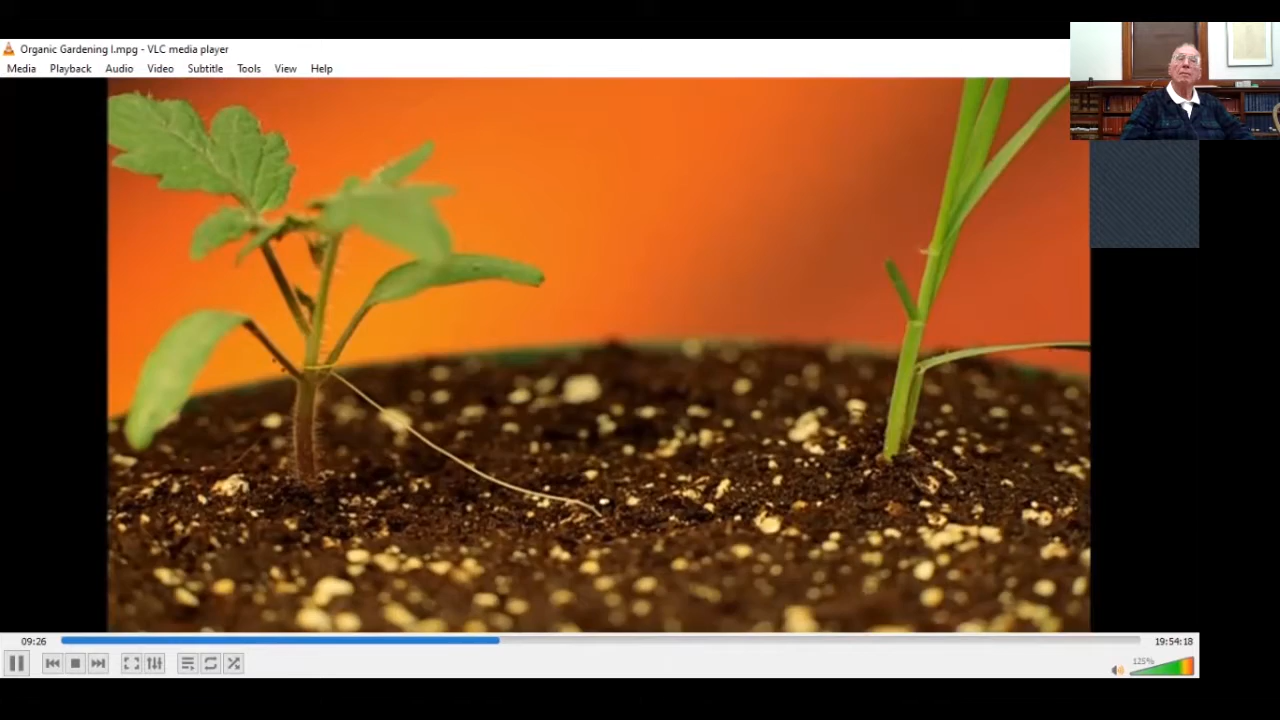 Organic Gardening I.mpg - VLC media player
Media Playback Audio Video Subtitle Tools View Help
09:26 19:54:18
125%